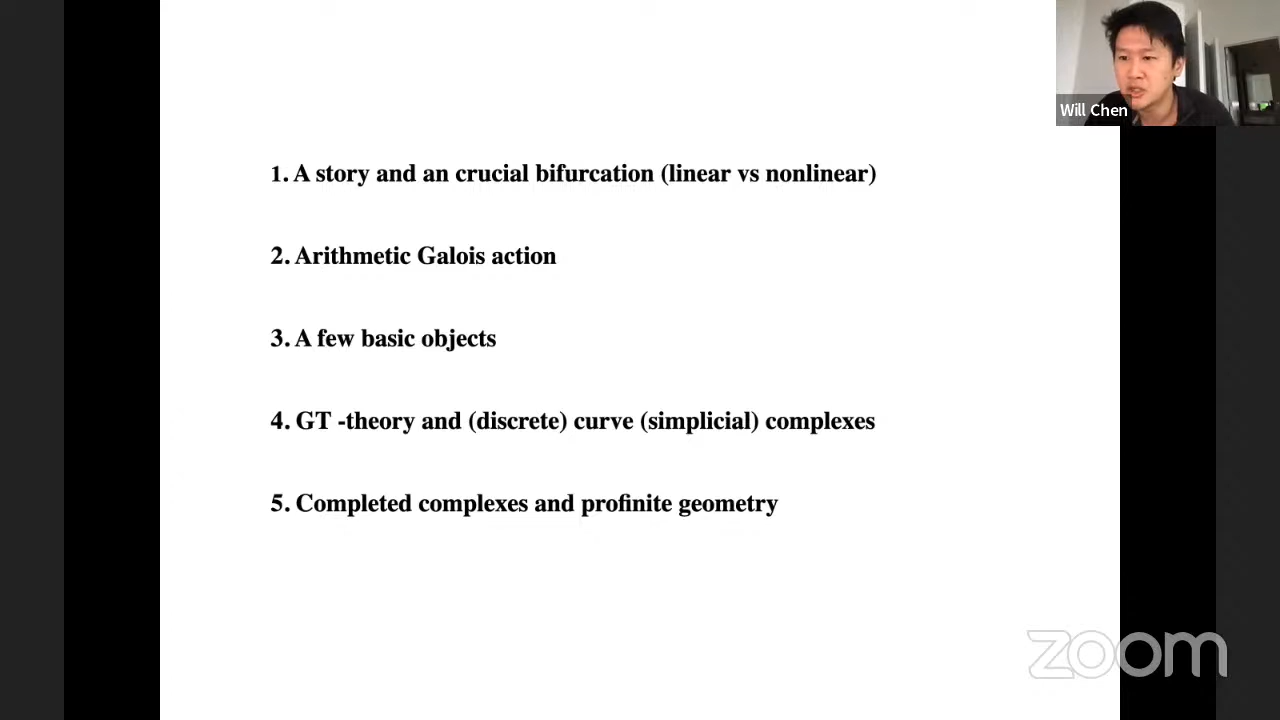 1. A story and an crucial bifurcation (linear vs nonlinear)
2. Arithmetic Galois action
3. A few basic objects
4. GT -theory and (discrete) curve (simplicial) complexes
5. Completed complexes and profinite geometry
Will Chen
zoom